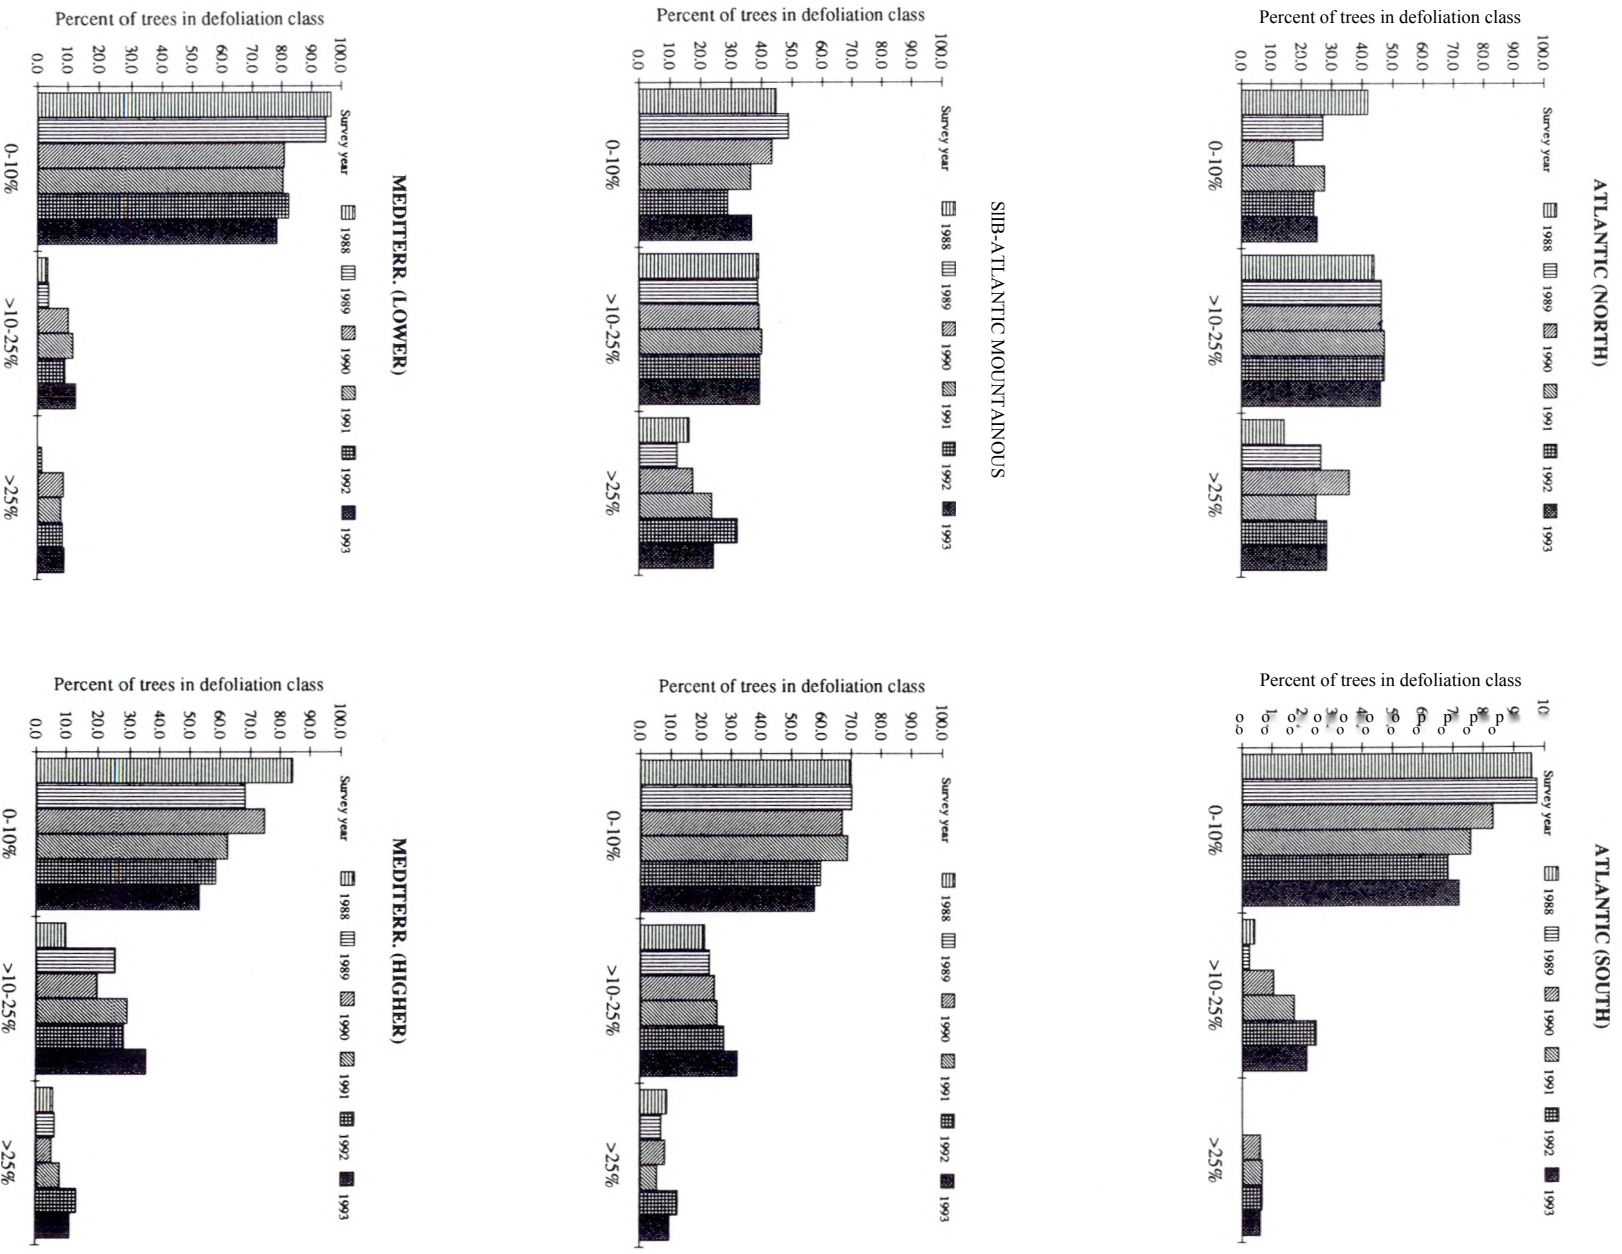 ATLANTIC (NORTH)
Survey year 1988 1989 1990 1991 1992 1993
Percent of trees in defoliation class
100.0
90.0
80.0
70.0
60.0
50.0
40.0
30.0
20.0
10.0
0.0
0-10% >10-25% >25%
ATLANTIC (SOUTH)
Survey year 1988 1989 1990 1991 1992 1993
Percent of trees in defoliation class
0-10% >10-25% >25%
SIB-ATLANTIC MOUNTAINOUS
Survey year 1988 1989 1990 1991 1992 1993
Percent of trees in defoliation class
100.0
90.0
80.0
70.0
60.0
50.0
40.0
30.0
20.0
10.0
0.0
0-10% >10-25% >25%
Survey year 1988 1989 1990 1991 1992 1993
Percent of trees in defoliation class
100.0
90.0
80.0
70.0
60.0
50.0
40.0
30.0
20.0
10.0
0.0
0-10% >10-25% >25%
MEDITERR. (LOWER)
Survey year 1988 1989 1990 1991 1992 1993
Percent of trees in defoliation class
100.0
90.0
80.0
70.0
60.0
50.0
40.0
30.0
20.0
10.0
0.0
0-10% >10-25% >25%
MEDITERR. (HIGHER)
Survey year 1988 1989 1990 1991 1992 1993
Percent of trees in defoliation class
100.0
90.0
80.0
70.0
60.0
50.0
40.0
30.0
20.0
10.0
0.0
0-10% >10-25% >25%